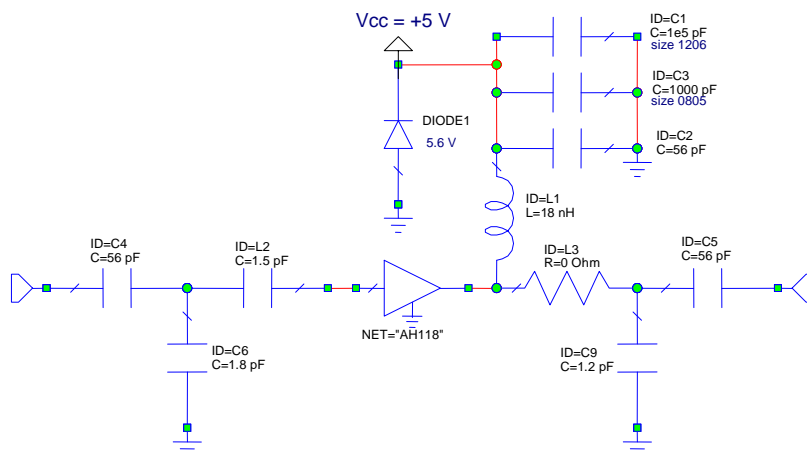 Vcc = +5 V
ID=C1
C=1e5 pF
size 1206
ID=C3
C=1000 pF
size 0805
DIODE1
5.6 V
ID=C2
C=56 pF
ID=L1
L=18 nH
ID=C4
C=56 pF
ID=L2
C=1.5 pF
ID=L3
R=0 Ohm
ID=C5
C=56 pF
NET="AH118"
ID=C6
C=1.8 pF
ID=C9
C=1.2 pF